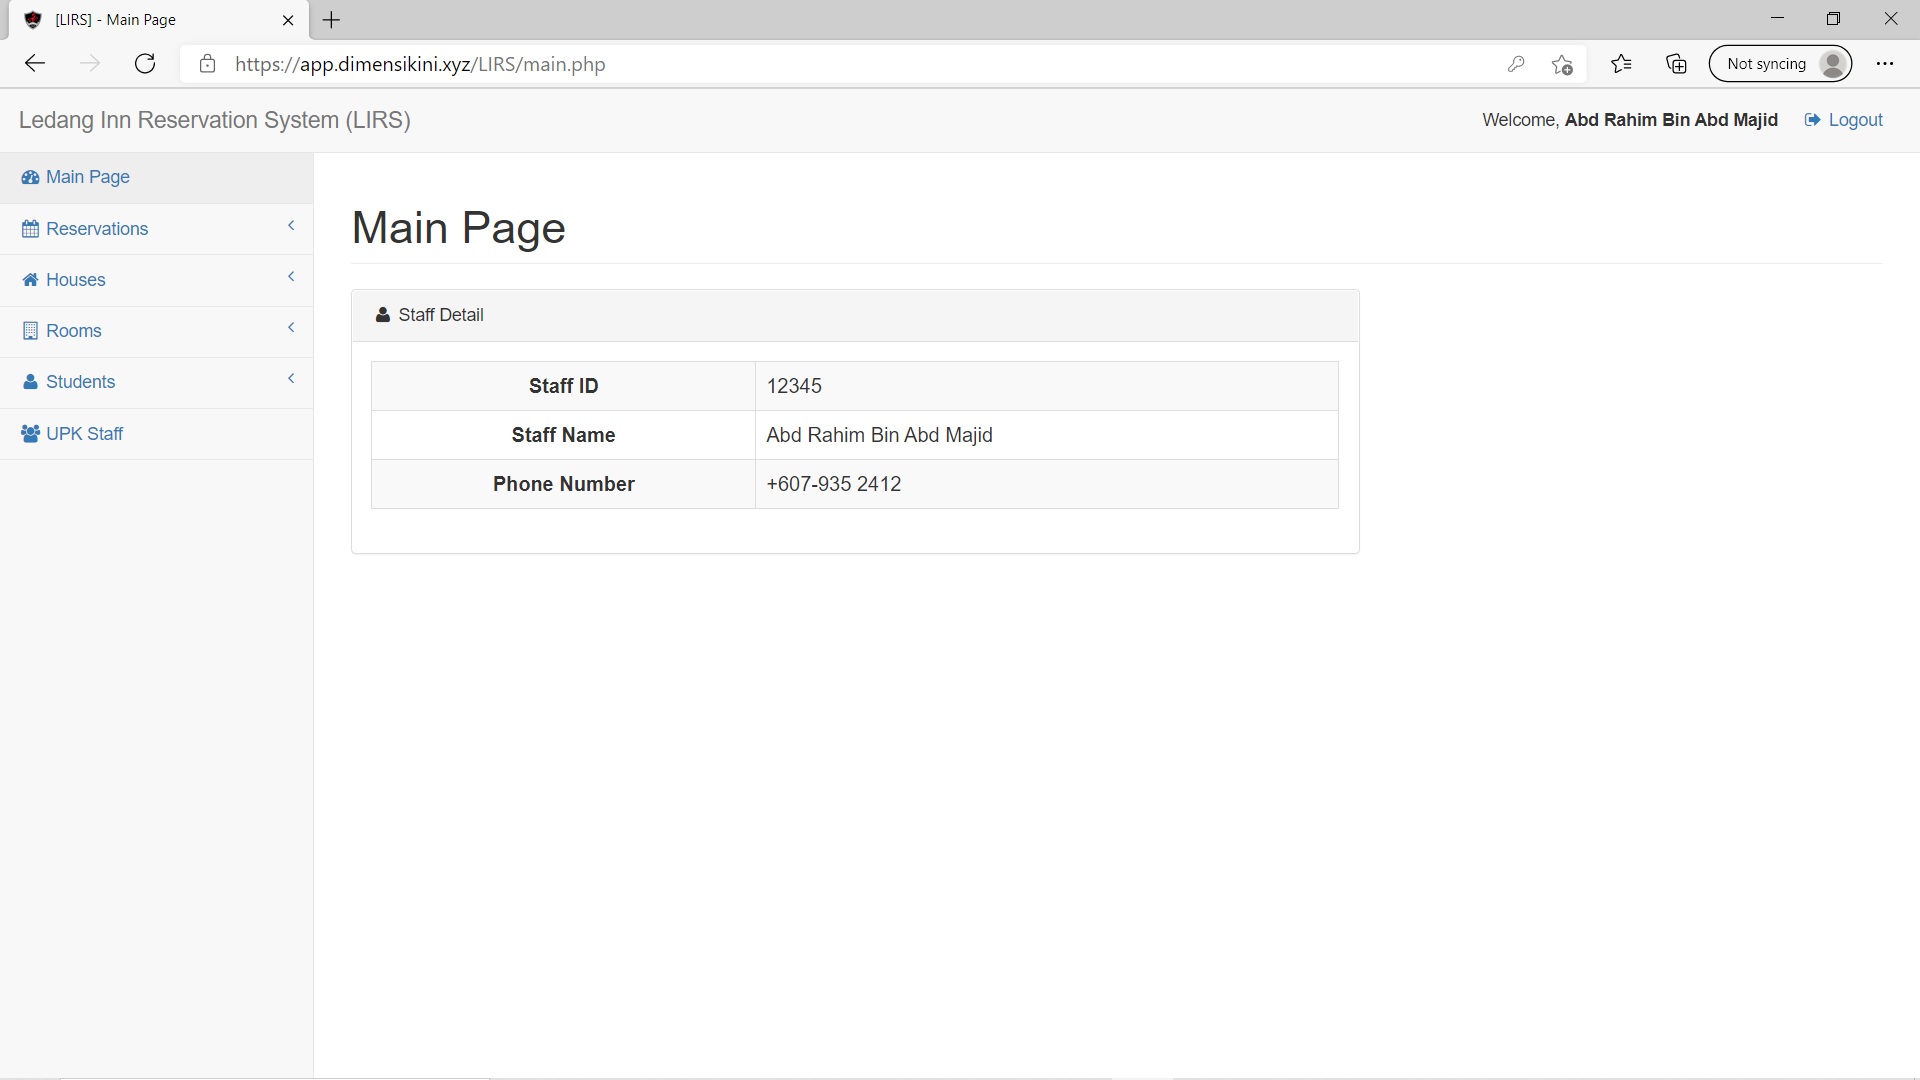 [LIRS] - Main Page
https://app.dimensikini.xyz/LIRS/main.php
Not syncing
Ledang Inn Reservation System (LIRS)
Welcome, Abd Rahim Bin Abd Majid
Logout
Main Page
Reservations
Houses
Rooms
Students
UPK Staff
Main Page
Staff Detail
Staff ID 12345
Staff Name Abd Rahim Bin Abd Majid
Phone Number +607-935 2412